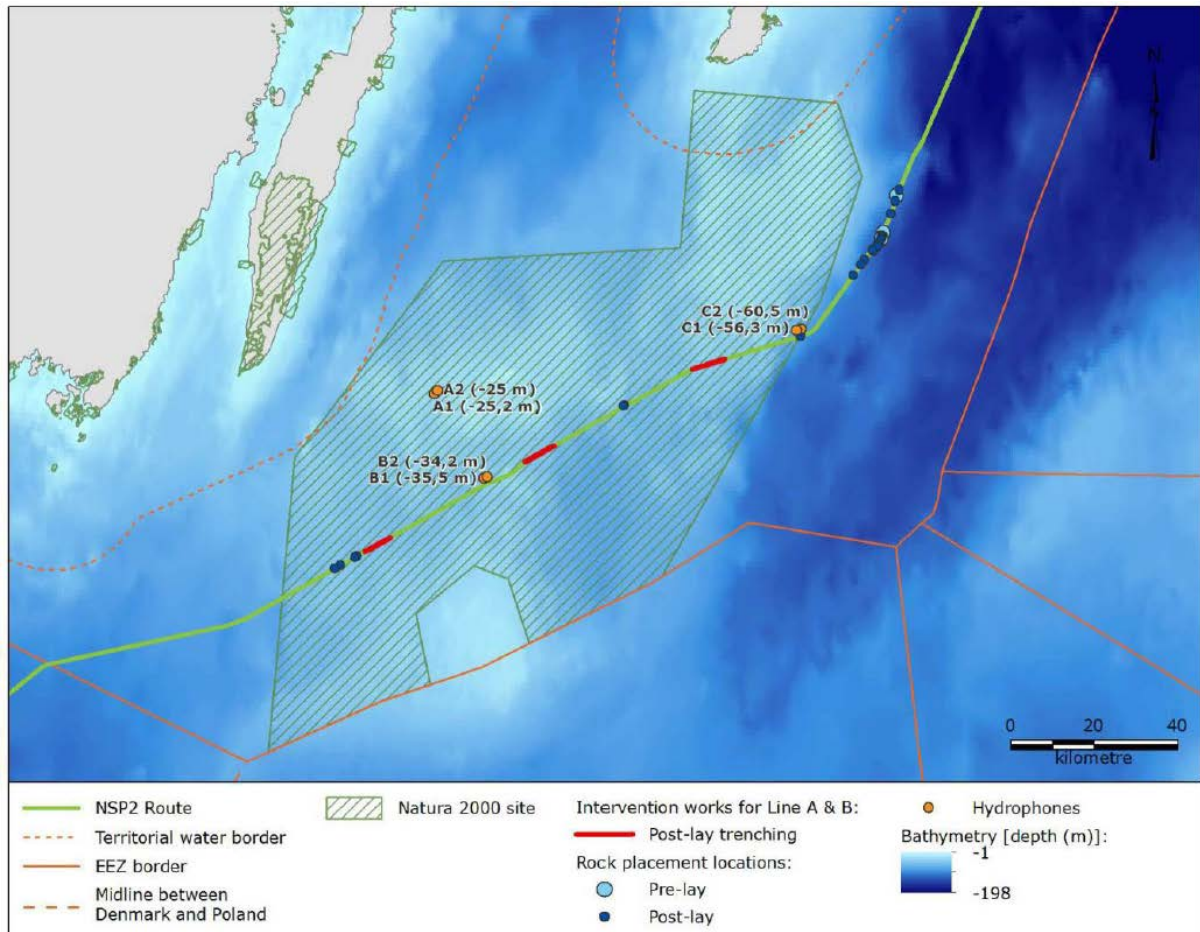 N
C2 (-60,5 m)
C1 (-56,3 m)
A2 (-25 m)
A1 (-25,2 m)
B2 (-34,2 m)
B1 (-35,5 m)
0 20 40
kilometre
NSP2 Route
Territorial water border
EEZ border
Midline between
Denmark and Poland
Natura 2000 site
Intervention works for Line A & B:
Post-lay trenching
Rock placement locations:
Pre-lay
Post-lay
Hydrophones
Bathymetry [depth (m)]:
-1
-198